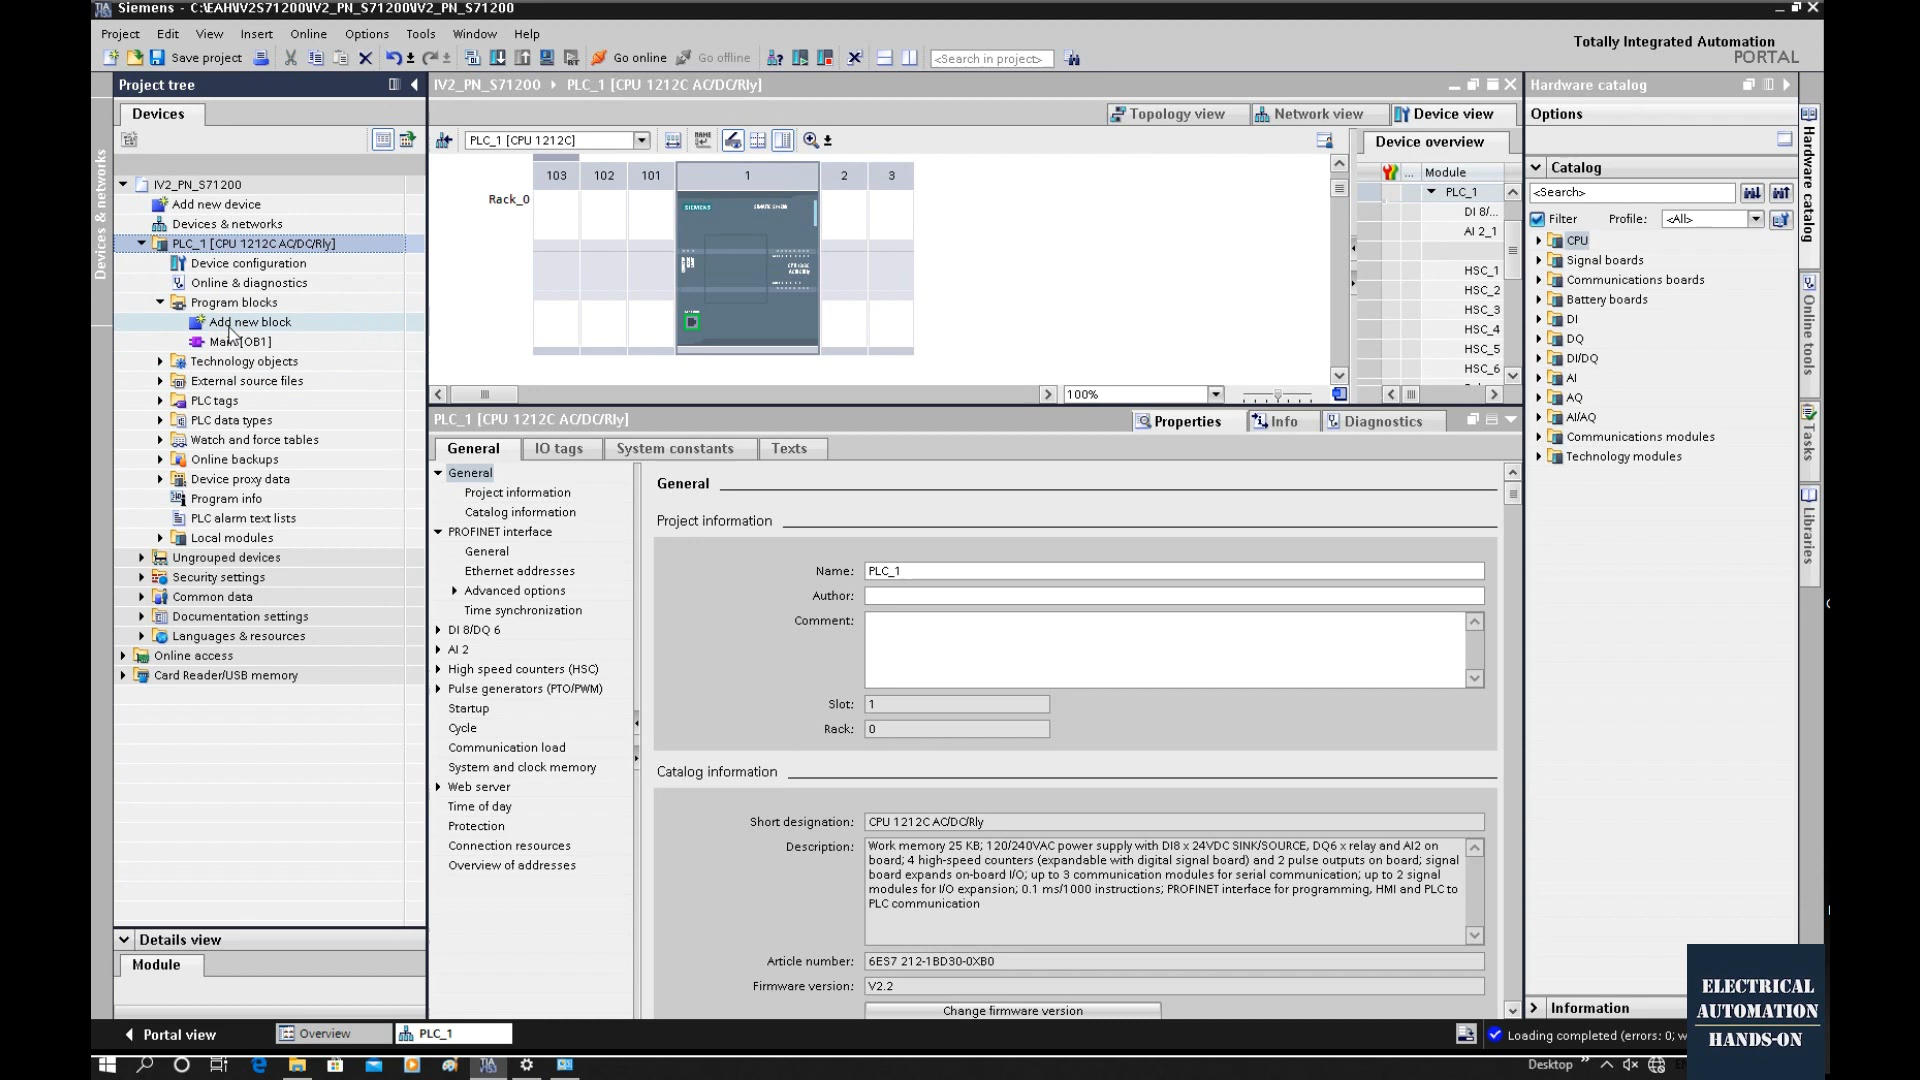 Siemens - C:\EAH\IV2S71200\IV2_PN_S71200\IV2_PN_S71200
Project Edit View Insert Online Options Tools Window Help
Totally Integrated Automation
PORTAL
Save project Go online Go offline <Search in project>
Project tree
IV2_PN_S71200 PLC_1 [CPU 1212C AC/DC/Rly]
Hardware catalog
Devices
Topology view Network view Device view
Options
PLC_1 [CPU 1212C]
Device overview
Devices & networks
103 102 101 1 2 3
Rack_0
SIEMENS
... Module
PLC_1
DI 8/...
AI 2_1
HSC_1
HSC_2
HSC_3
HSC_4
HSC_5
HSC_6
100%
Catalog
<Search>
Filter Profile: <All>
CPU
Signal boards
Communications boards
Battery boards
DI
DQ
DI/DQ
AI
AQ
AI/AQ
Communications modules
Technology modules
Information
Hardware catalog
Online tools
Tasks
Libraries
IV2_PN_S71200
Add new device
Devices & networks
PLC_1 [CPU 1212C AC/DC/Rly]
Device configuration
Online & diagnostics
Program blocks
Add new block
Main [OB1]
Technology objects
External source files
PLC tags
PLC data types
Watch and force tables
Online backups
Device proxy data
Program info
PLC alarm text lists
Local modules
Ungrouped devices
Security settings
Common data
Documentation settings
Languages & resources
Online access
Card Reader/USB memory
Details view
Module
PLC_1 [CPU 1212C AC/DC/Rly]
Properties Info Diagnostics
General IO tags System constants Texts
General
Project information
Catalog information
PROFINET interface
General
Ethernet addresses
Advanced options
Time synchronization
DI 8/DQ 6
AI 2
High speed counters (HSC)
Pulse generators (PTO/PWM)
Startup
Cycle
Communication load
System and clock memory
Web server
Time of day
Protection
Connection resources
Overview of addresses
General
Project information
Name: PLC_1
Author:
Comment:
Slot: 1
Rack: 0
Catalog information
Short designation: CPU 1212C AC/DC/Rly
Description: Work memory 25 KB; 120/240VAC power supply with DI8 x 24VDC SINK/SOURCE, DQ6 x relay and AI2 on
board; 4 high-speed counters (expandable with digital signal board) and 2 pulse outputs on board; signal
board expands on-board I/O; up to 3 communication modules for serial communication; up to 2 signal
modules for I/O expansion; 0.1 ms/1000 instructions; PROFINET interface for programming, HMI and PLC to
PLC communication
Article number: 6ES7 212-1BD30-0XB0
Firmware version: V2.2
Change firmware version
Portal view Overview PLC_1
Loading completed (errors: 0; w
Desktop
ELECTRICAL
AUTOMATION
HANDS-ON